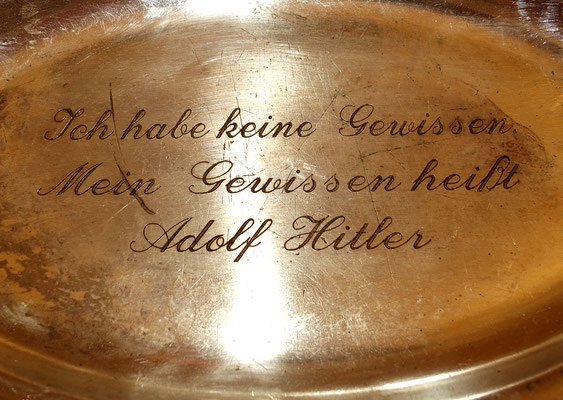 Ich habe keine Gewissen.
Mein Gewissen heißt
Adolf Hitler